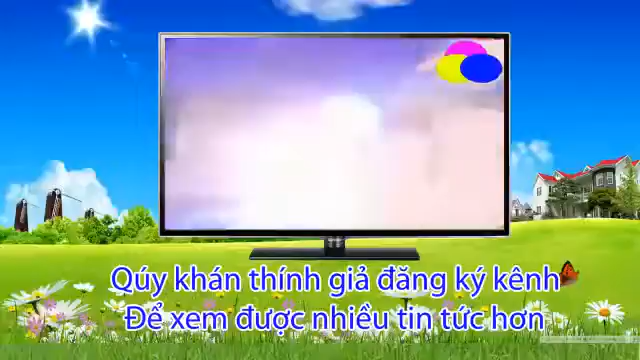 Qúy khán thính giả đăng ký kênh
Để xem được nhiều tin tức hơn